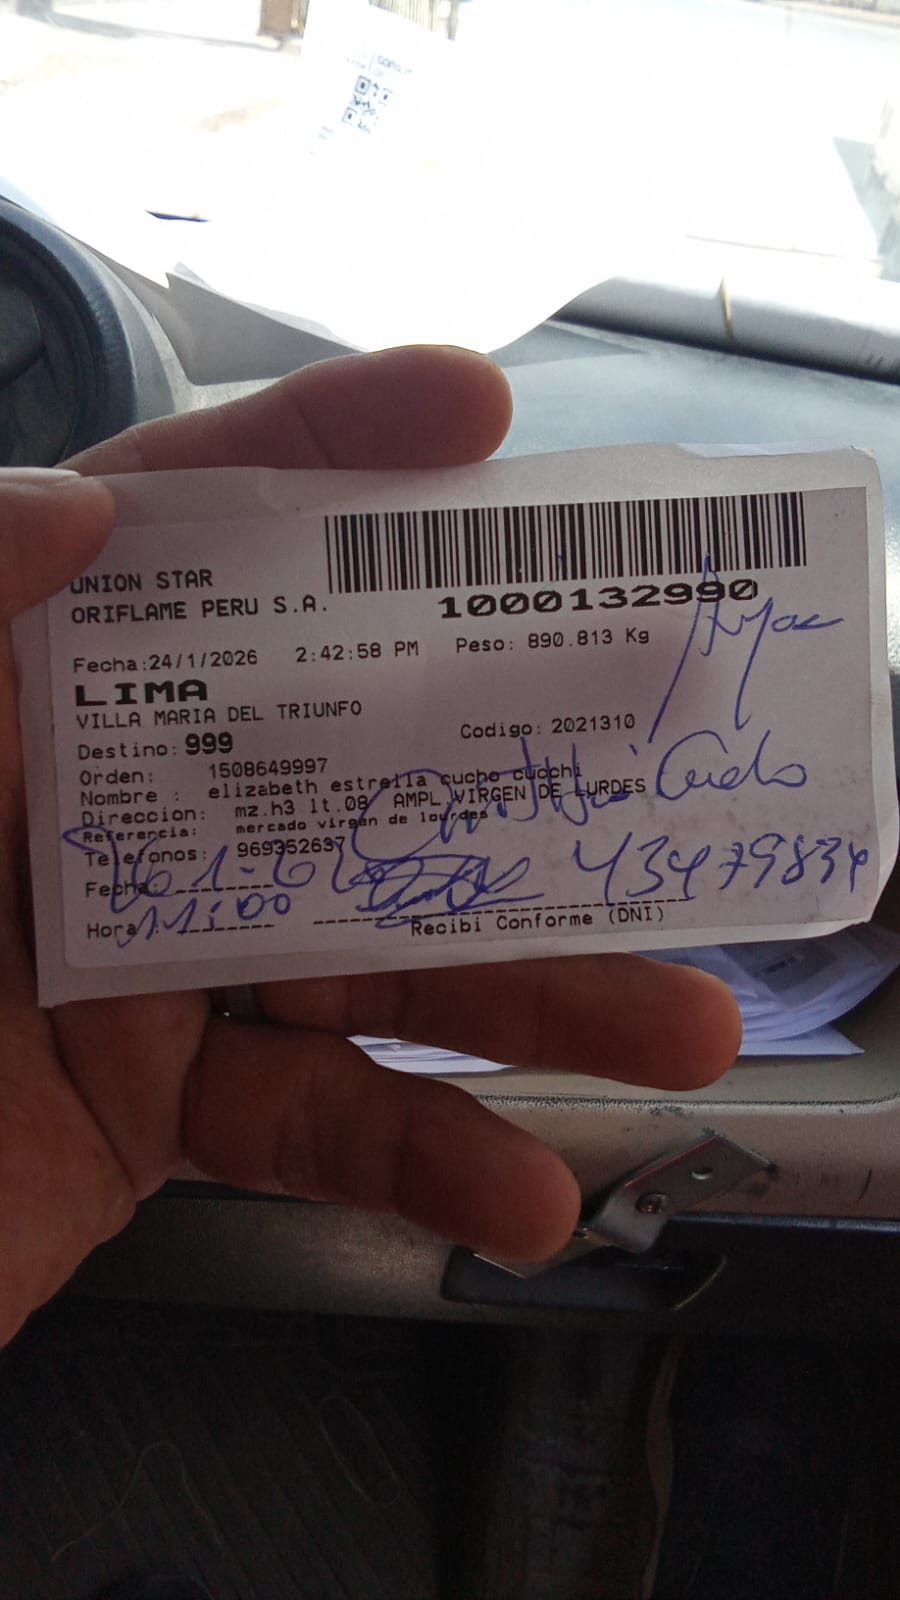 UNION STAR
ORIFLAME PERU S.A.
1000132990
Fecha:24/1/2026 2:42:58 PM Peso: 890.813 Kg
LIMA
VILLA MARIA DEL TRIUNFO
Destino: 999 Codigo: 2021310
Orden: 1508649997
Nombre : elizabeth estrella cucho cucchi
Direccion: mz.h3 lt.08 AMPL VIRGEN DE LURDES
Referencia: mercado virgen de lourdes
Telefonos: 969352637
Fecha:
43479834
Hora : 11:00
Recibi Conforme (DNI)